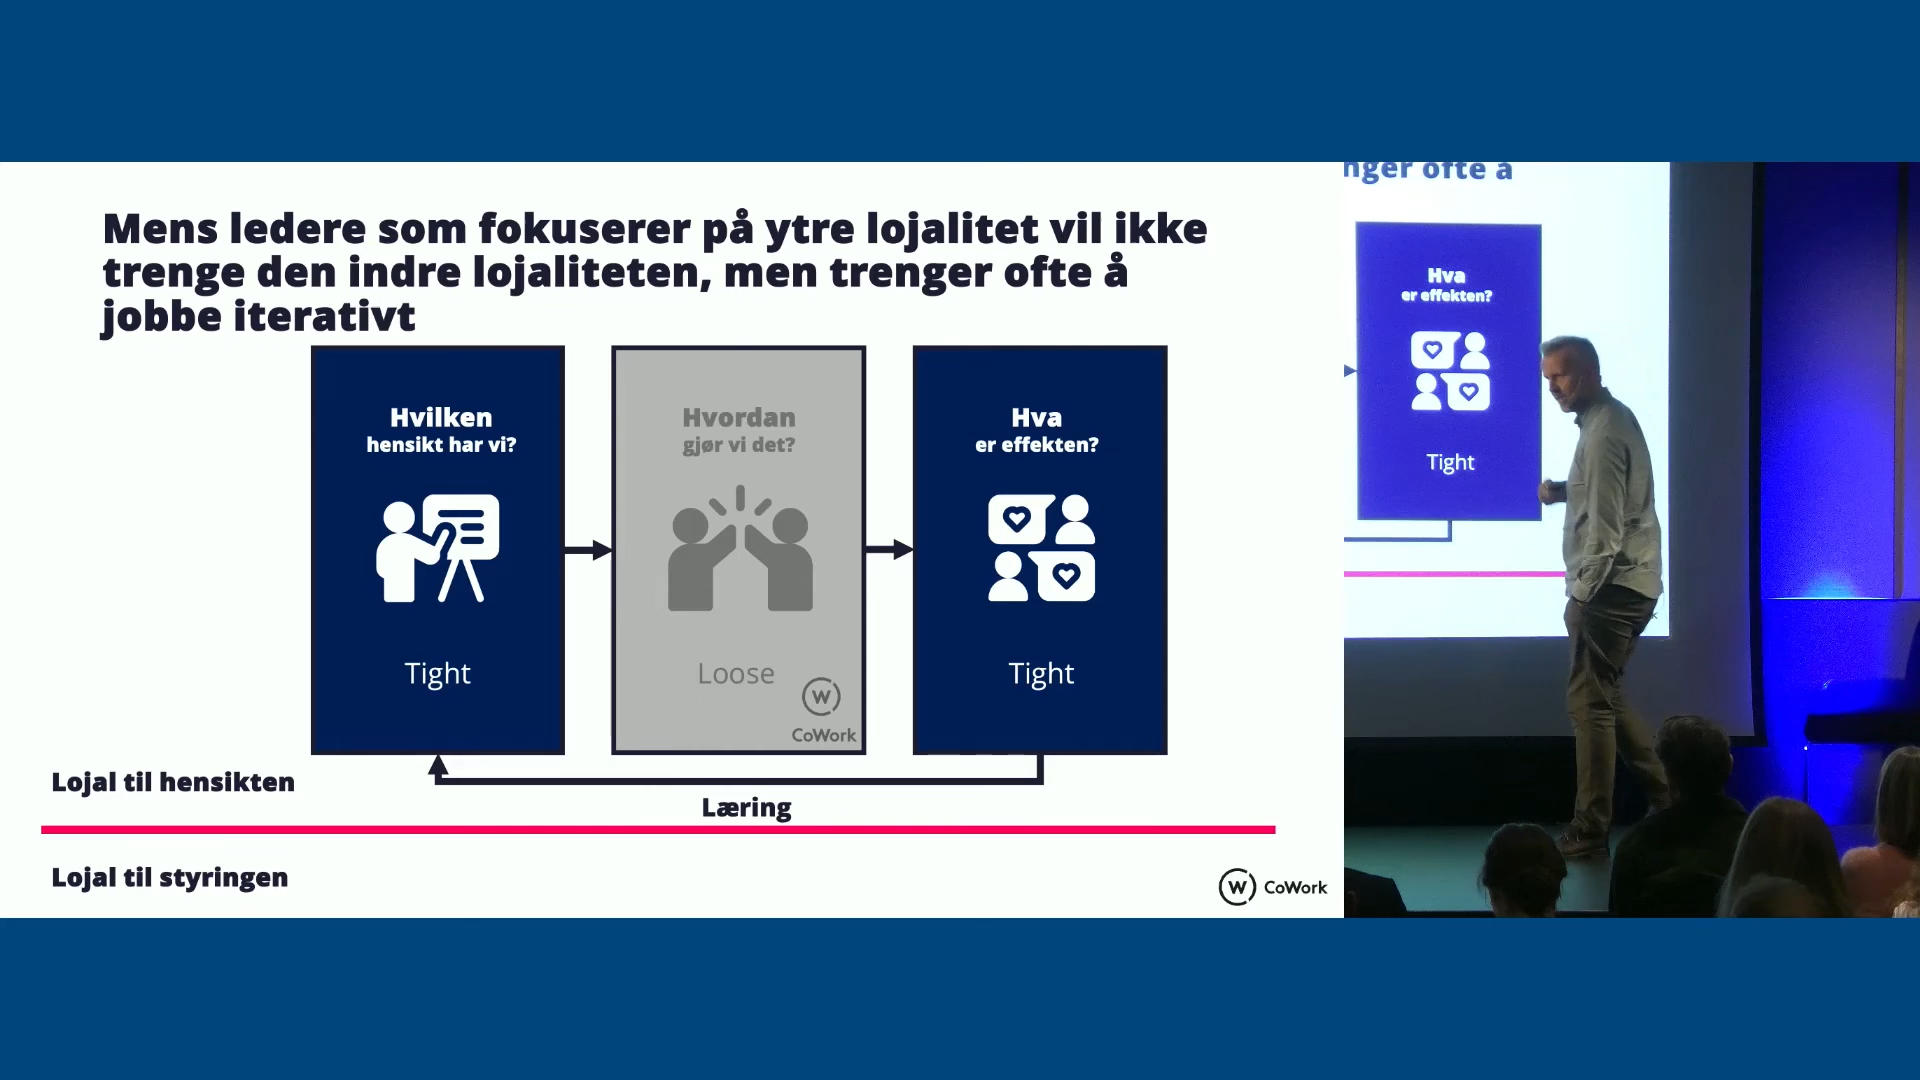 Mens ledere som fokuserer på ytre lojalitet vil ikke
trenge den indre lojaliteten, men trenger ofte å
jobbe iterativt
Hvilken
hensikt har vi?
Tight
Hvordan
gjør vi det?
Loose
W
CoWork
Hva
er effekten?
Tight
Lojal til hensikten
Læring
Lojal til styringen
W
CoWork
nger ofte å
Hva
er effekten?
Tight